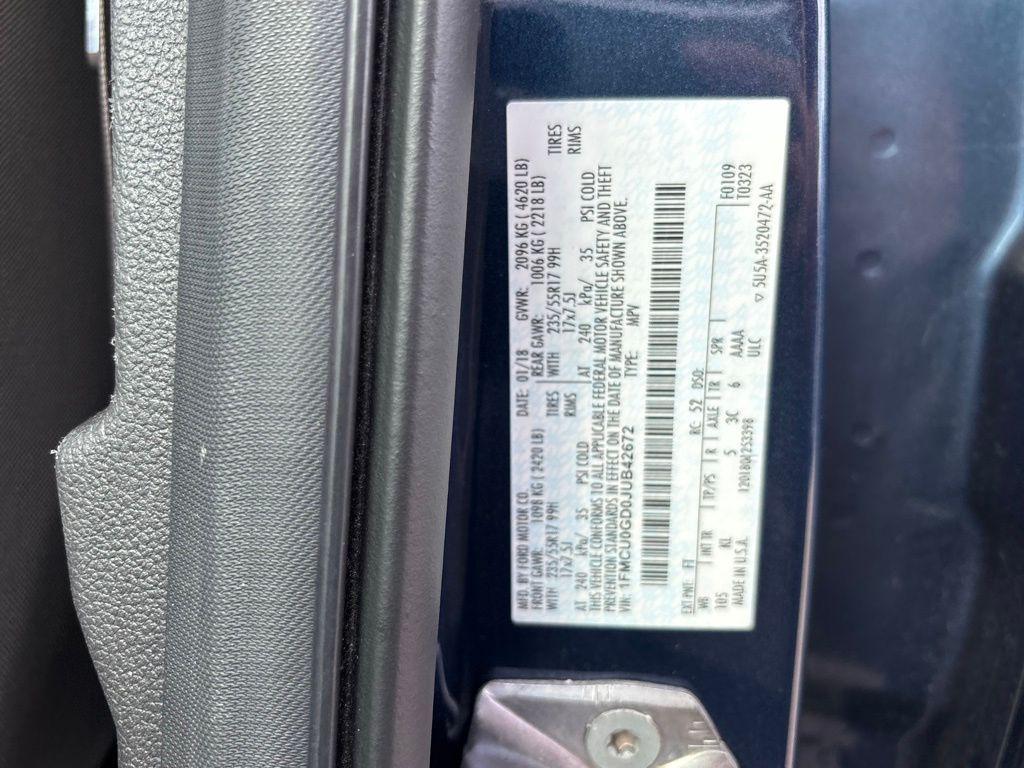 MFD. BY FORD MOTOR CO.
DATE: 01/18 GVWR: 2096 KG ( 4620 LB)
FRONT GAWR: 1098 KG ( 2420 LB) REAR GAWR: 1006 KG ( 2218 LB)
WITH 235/55R17 99H TIRES WITH 235/55R17 99H TIRES
17x7.5J RIMS 17x7.5J RIMS
AT 240 kPa/ 35 PSI COLD AT 240 kPa/ 35 PSI COLD
THIS VEHICLE CONFORMS TO ALL APPLICABLE FEDERAL MOTOR VEHICLE SAFETY AND THEFT
PREVENTION STANDARDS IN EFFECT ON THE DATE OF MANUFACTURE SHOWN ABOVE.
VIN: 1FMCU0GD0JUB42672 TYPE: MPV
EXT PNT: FT RC: 52 DSO: F0109
WB INT TR TP/PS R AXLE TR SPR T0323
105 KL 5 3C 6 AAAA
MADE IN U.S.A. 120180 253398 ULC
▽ 5U5A-3520472-AA